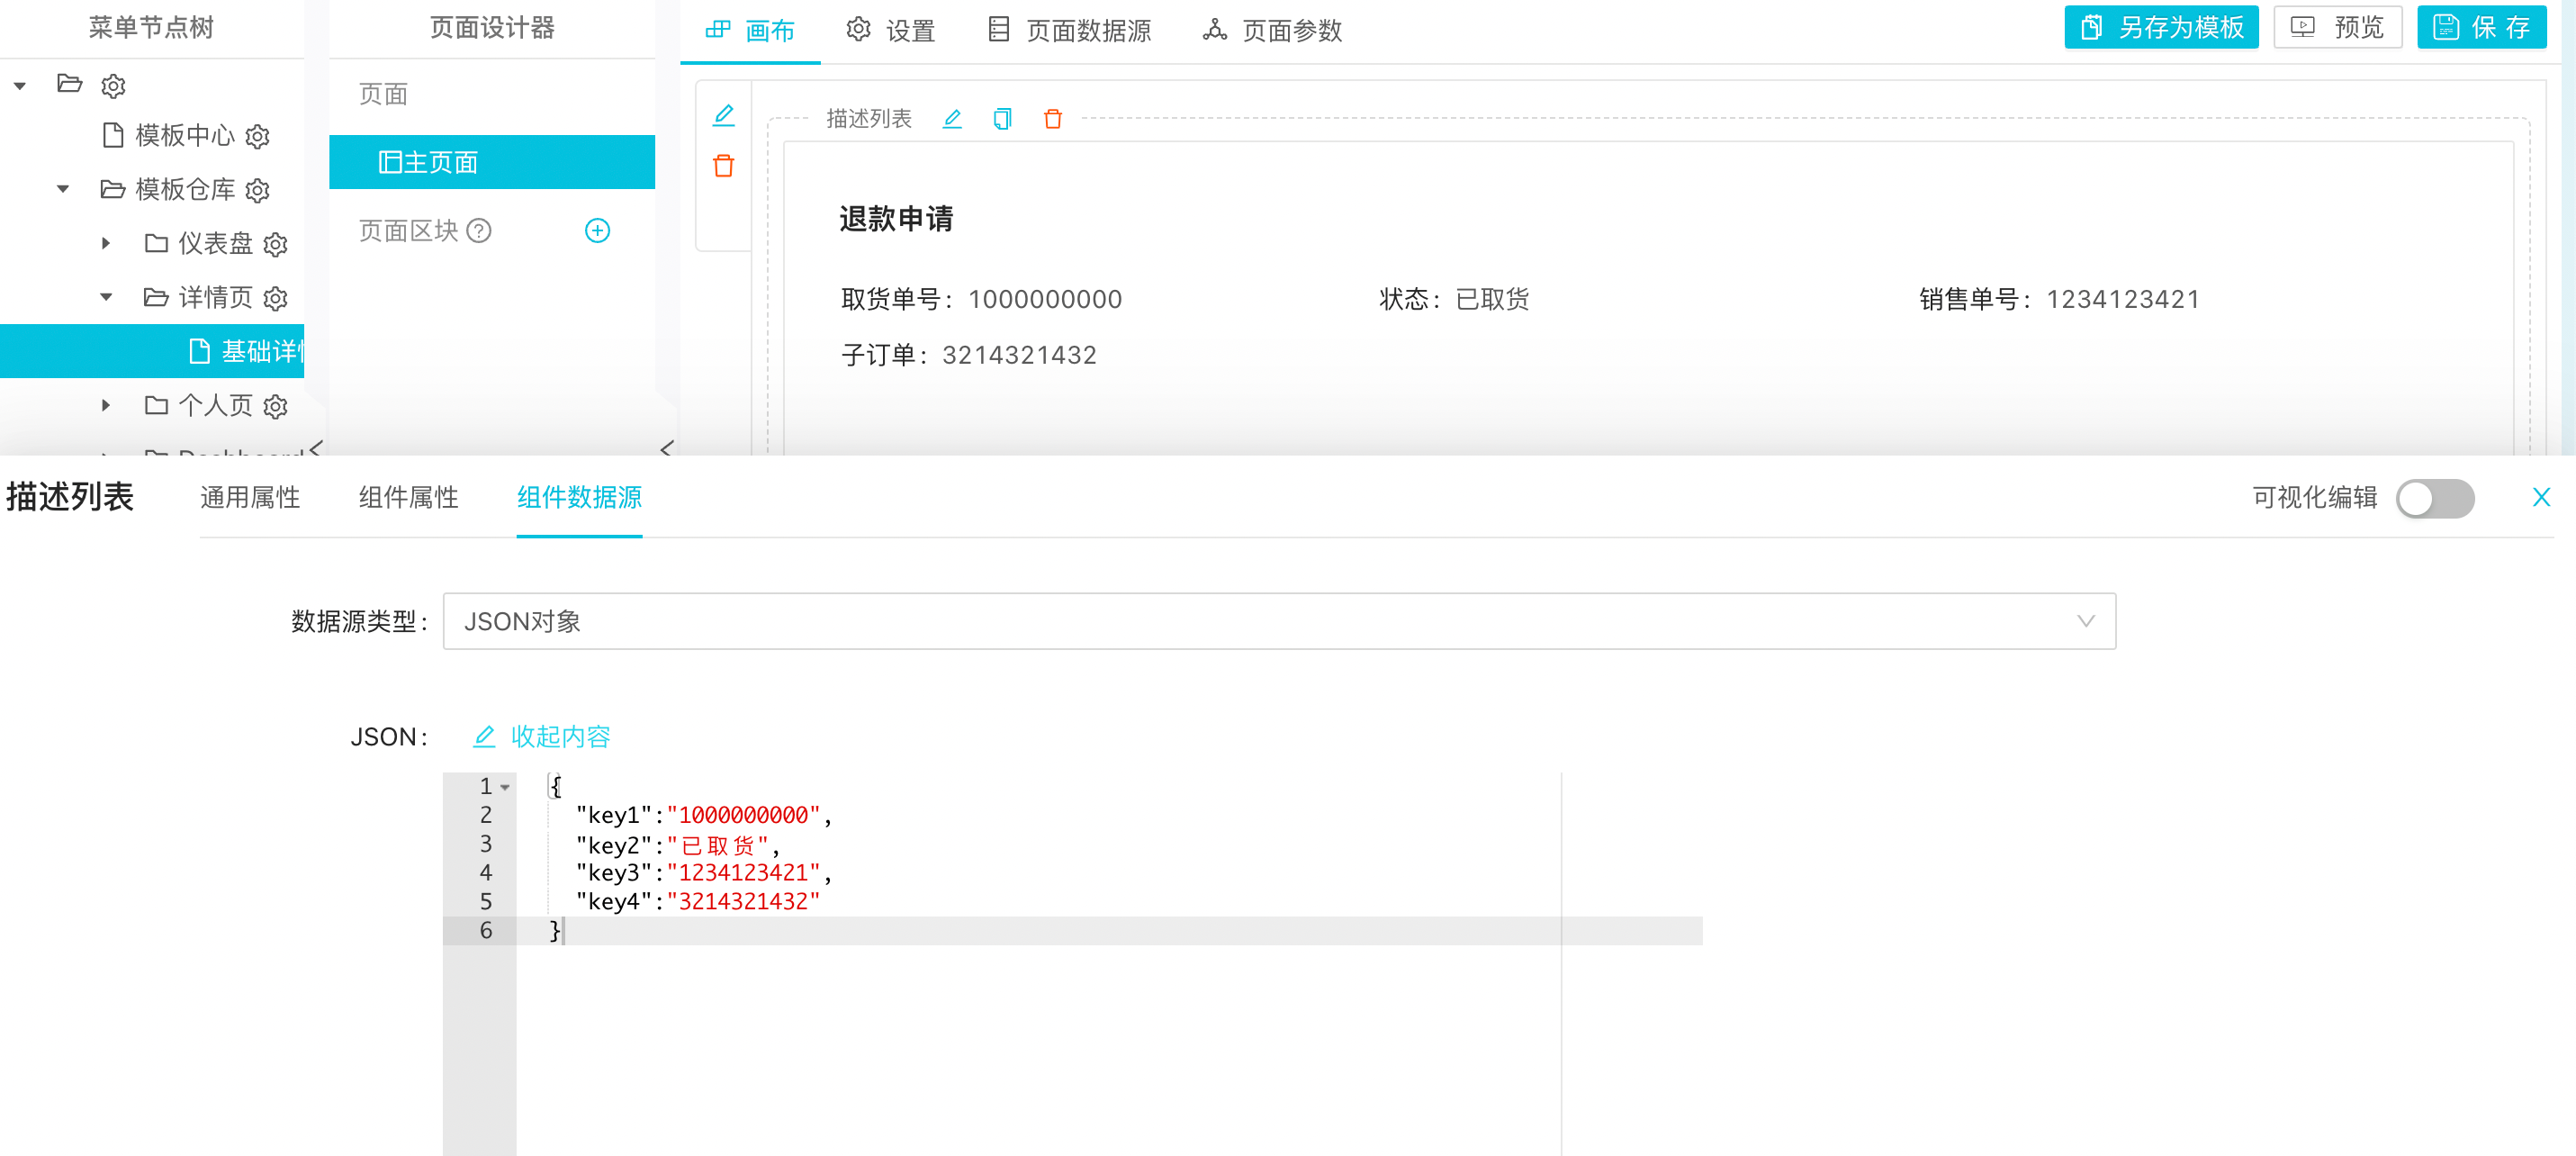 菜单节点树
模板中心
模板仓库
仪表盘
详情页
基础详
个人页
页面设计器
页面
主页面
页面区块
画布 设置 页面数据源 页面参数
另存为模板 预览 保 存
描述列表
退款申请
取货单号: 1000000000 状态: 已取货 销售单号: 1234123421
子订单: 3214321432
描述列表 通用属性 组件属性 组件数据源 可视化编辑
数据源类型: JSON对象
JSON: 收起内容
1 {
2 "key1":"1000000000",
3 "key2":"已取货",
4 "key3":"1234123421",
5 "key4":"3214321432"
6 }